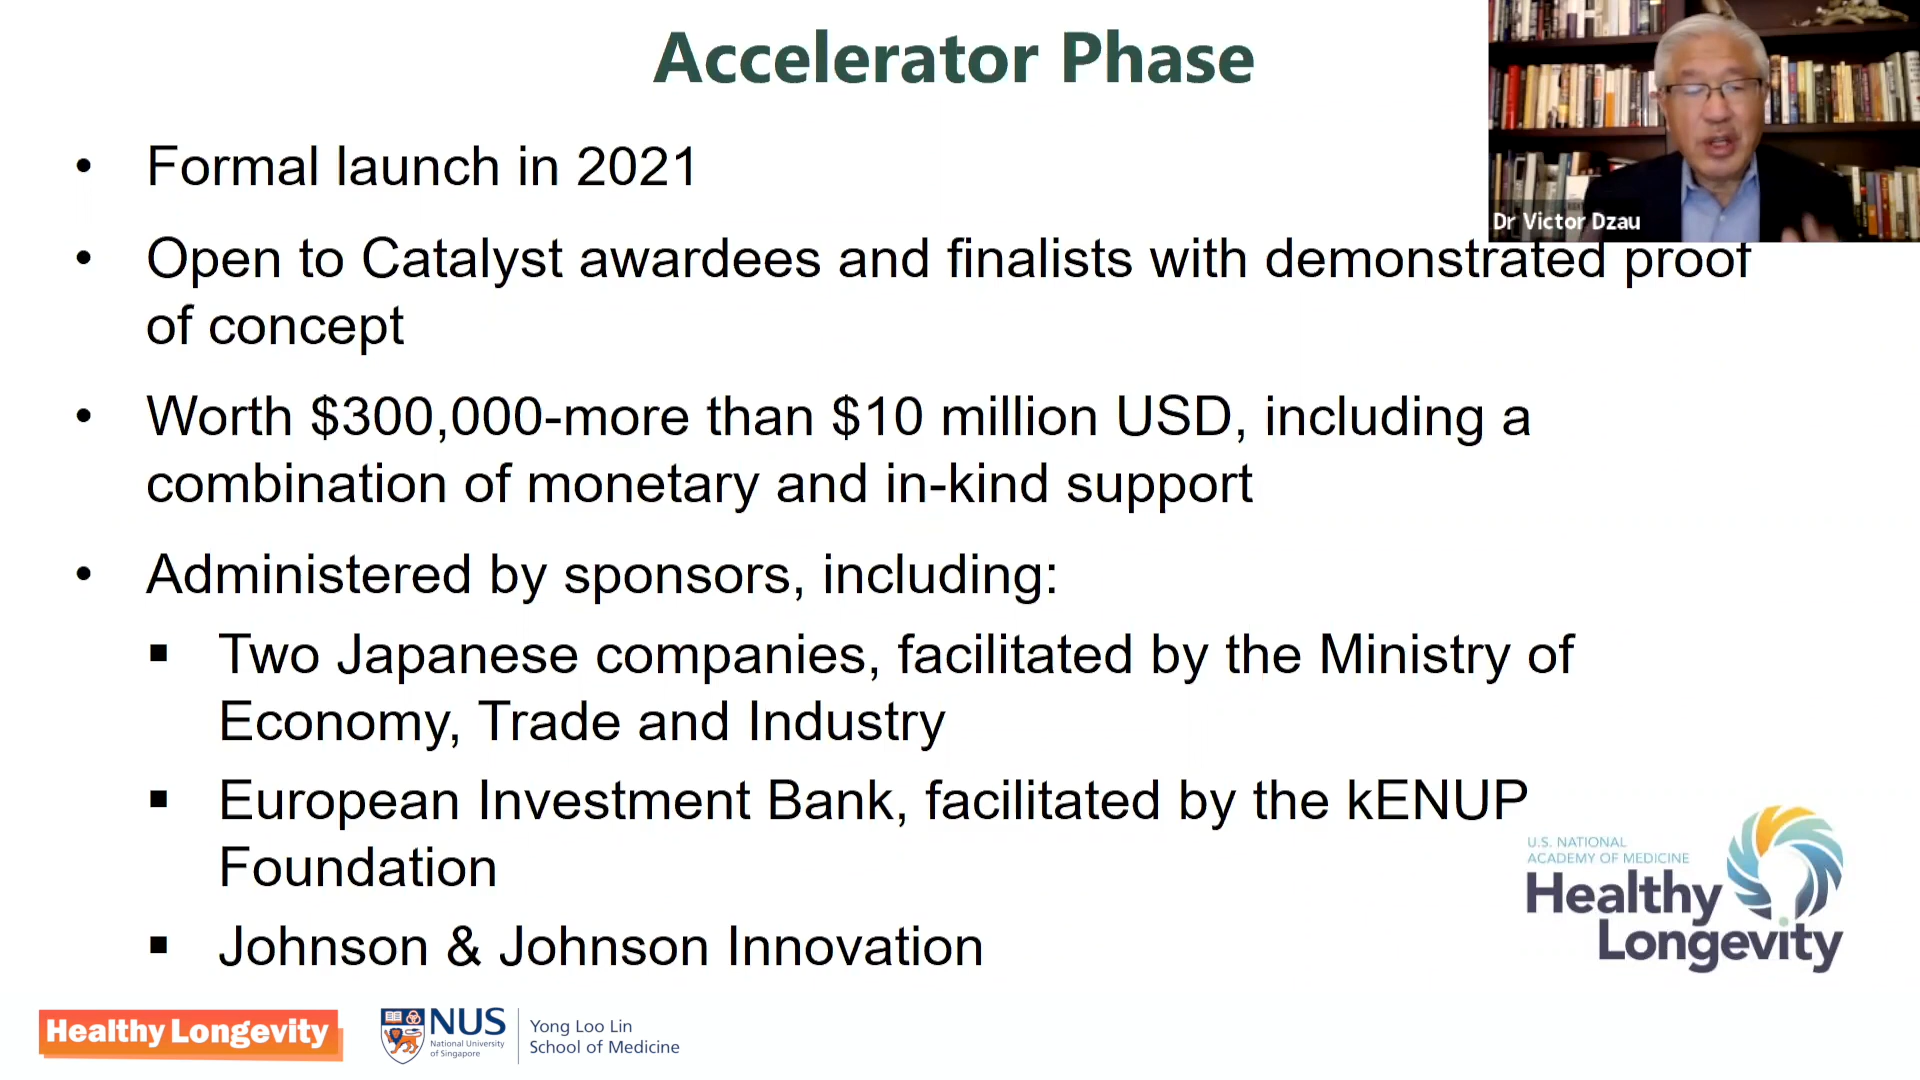 Accelerator Phase
Dr Victor Dzau
• Formal launch in 2021
• Open to Catalyst awardees and finalists with demonstrated proof
of concept
• Worth $300,000-more than $10 million USD, including a
combination of monetary and in-kind support
• Administered by sponsors, including:
▪ Two Japanese companies, facilitated by the Ministry of
Economy, Trade and Industry
▪ European Investment Bank, facilitated by the kENUP
Foundation
▪ Johnson & Johnson Innovation
U.S. NATIONAL
ACADEMY OF MEDICINE
Healthy
Longevity
Healthy Longevity
NUS
National University
of Singapore
Yong Loo Lin
School of Medicine